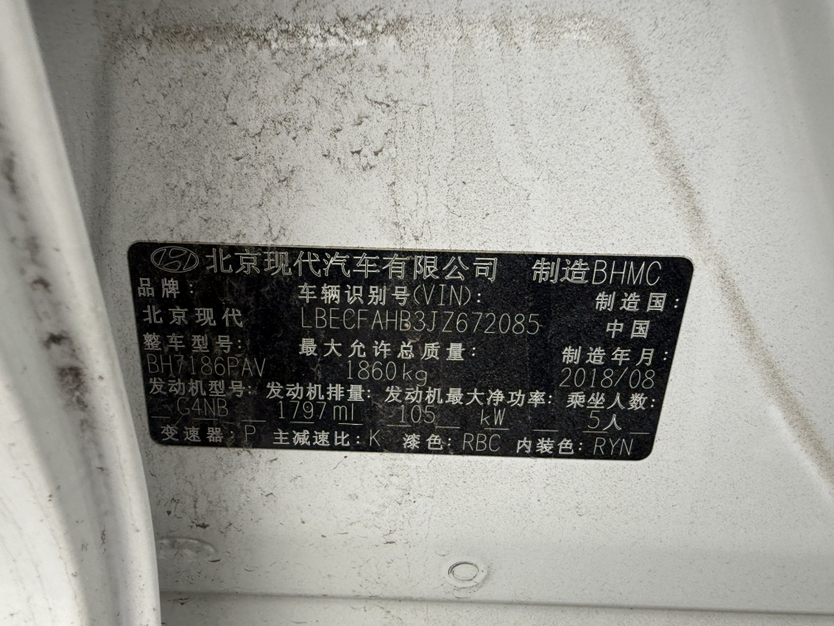 北京现代汽车有限公司 制造BHMC
品牌: 车辆识别号(VIN): 制造国:
北京现代 LBECFAHB3JZ672085 中国
整车型号: 最大允许总质量: 制造年月:
BH7186PAV 1860kg 2018/08
发动机型号: 发动机排量: 发动机最大净功率: 乘坐人数:
G4NB 1797ml 105 kW 5人
变速器: P 主减速比: K 漆色: RBC 内装色: RYN